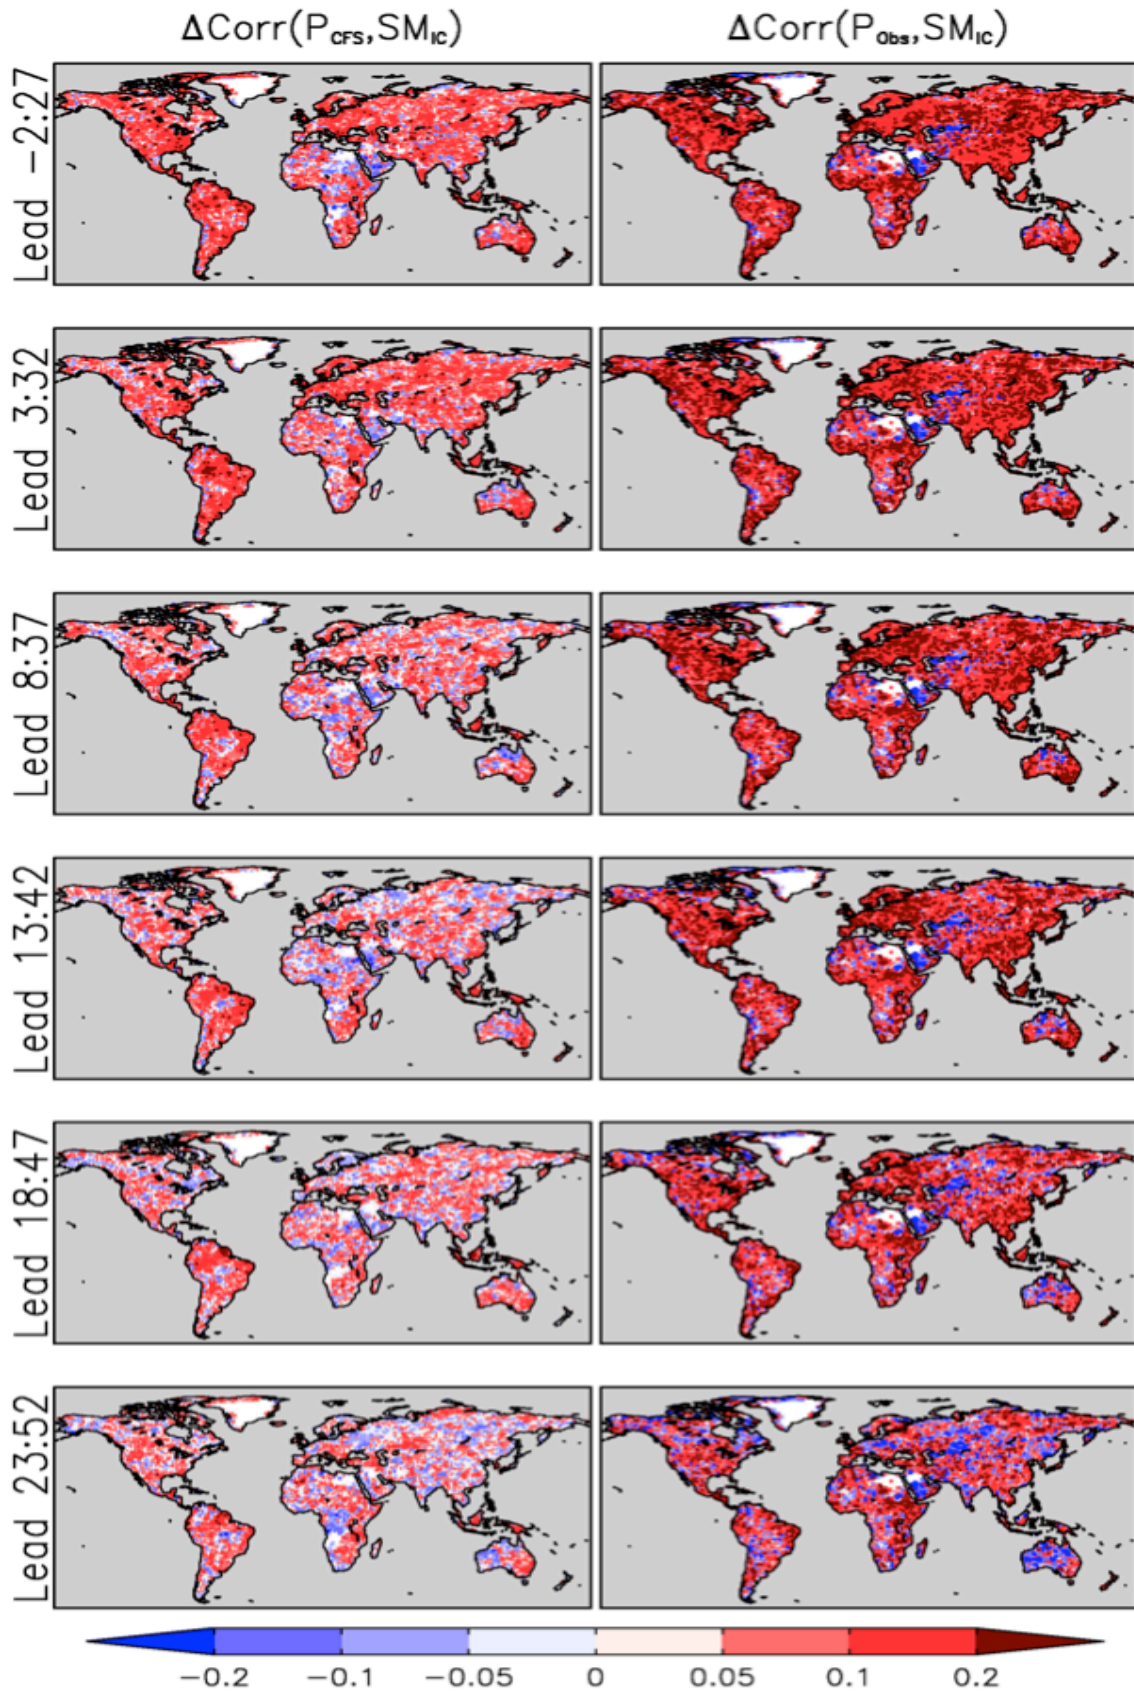 ΔCorr(P_CFS,SM_IC) ΔCorr(P_Obs,SM_IC)
Lead -2:27
Lead 3:32
Lead 8:37
Lead 13:42
Lead 18:47
Lead 23:52
-0.2 -0.1 -0.05 0 0.05 0.1 0.2